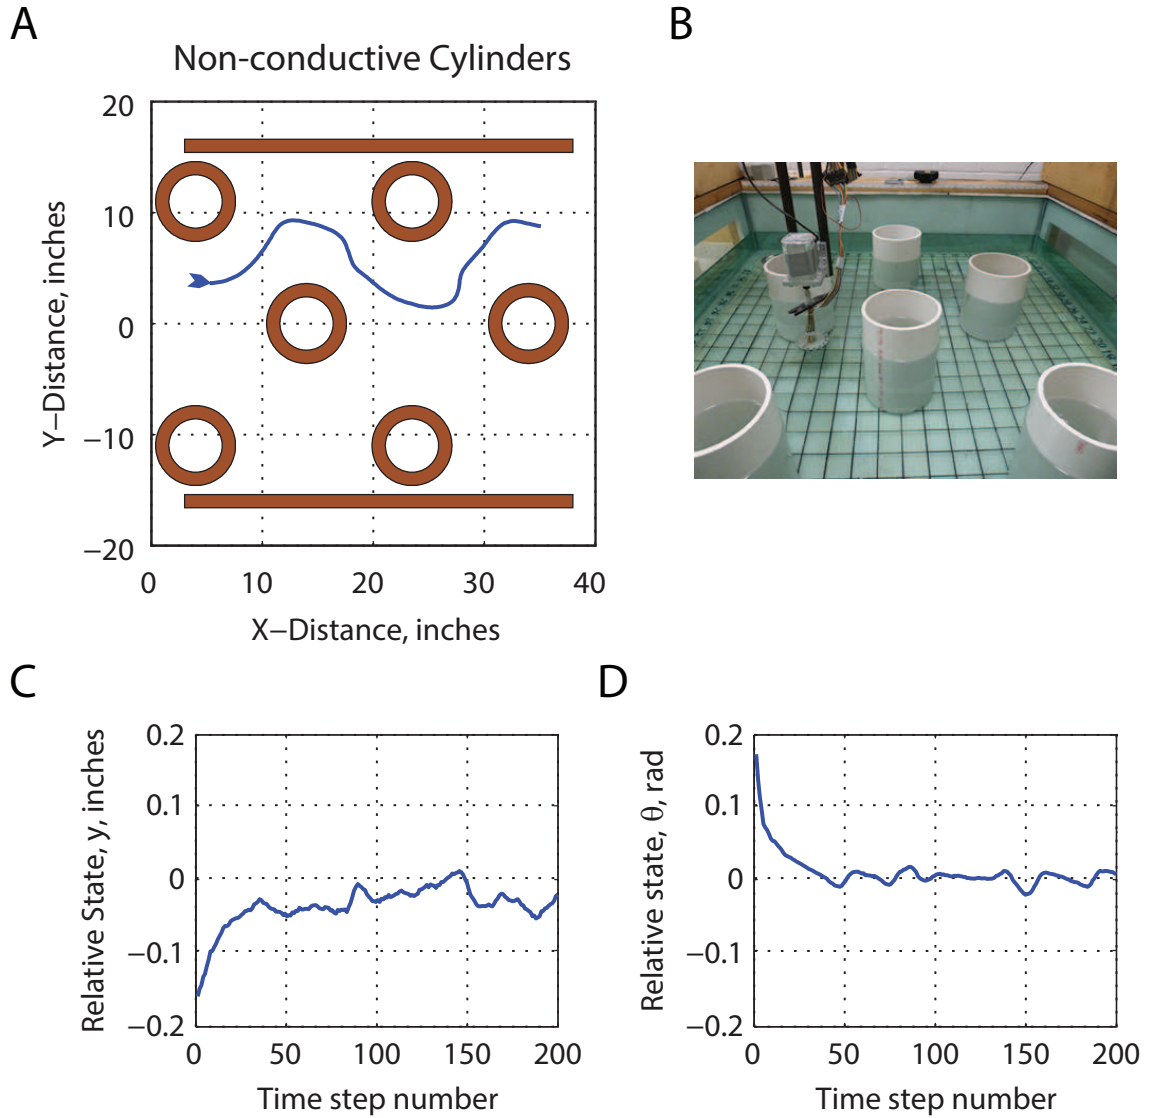 A
Non-conductive Cylinders
20
10
0
−10
−20
Y−Distance, inches
0 10 20 30 40
X−Distance, inches
B
C
0.2
0.1
0
−0.1
−0.2
Relative State, y, inches
0 50 100 150 200
Time step number
D
0.2
0.1
0
−0.1
−0.2
Relative state, θ, rad
0 50 100 150 200
Time step number